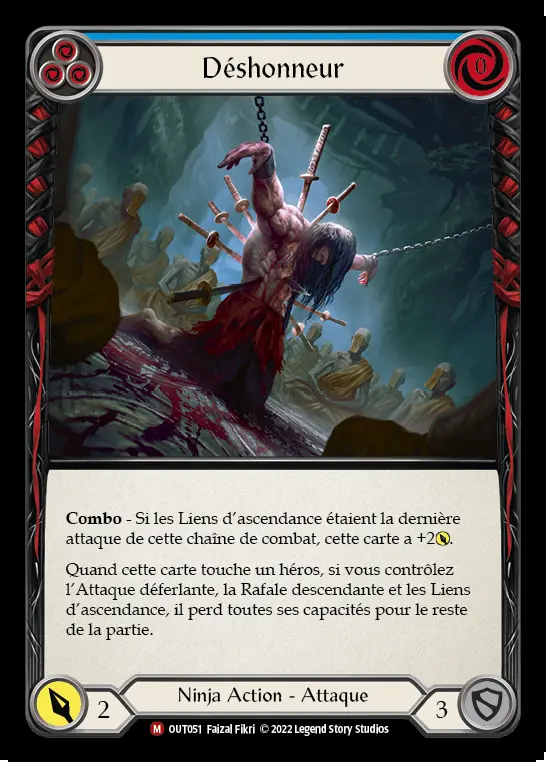 Déshonneur
0
Combo - Si les Liens d'ascendance étaient la dernière
attaque de cette chaîne de combat, cette carte a +2.
Quand cette carte touche un héros, si vous contrôlez
l'Attaque déferlante, la Rafale descendante et les Liens
d'ascendance, il perd toutes ses capacités pour le reste
de la partie.
2
Ninja Action - Attaque
3
M OUT051 Faizal Fikri © 2022 Legend Story Studios